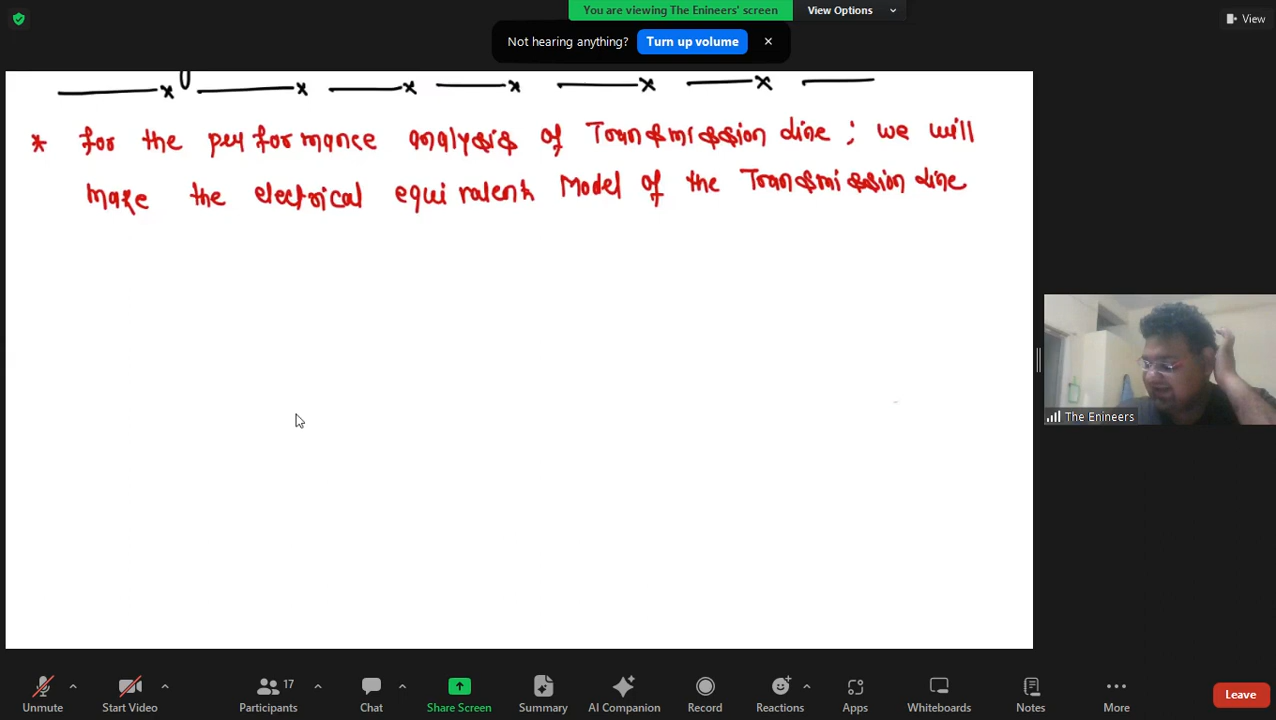 You are viewing The Enineers' screen
View Options
View
Not hearing anything?
Turn up volume
* for the performance analysis of Transmission line ; we will
make the electrical equivalent Model of the Transmission line
The Enineers
Unmute
Start Video
Participants
17
Chat
Share Screen
Summary
AI Companion
Record
Reactions
Apps
Whiteboards
Notes
More
Leave